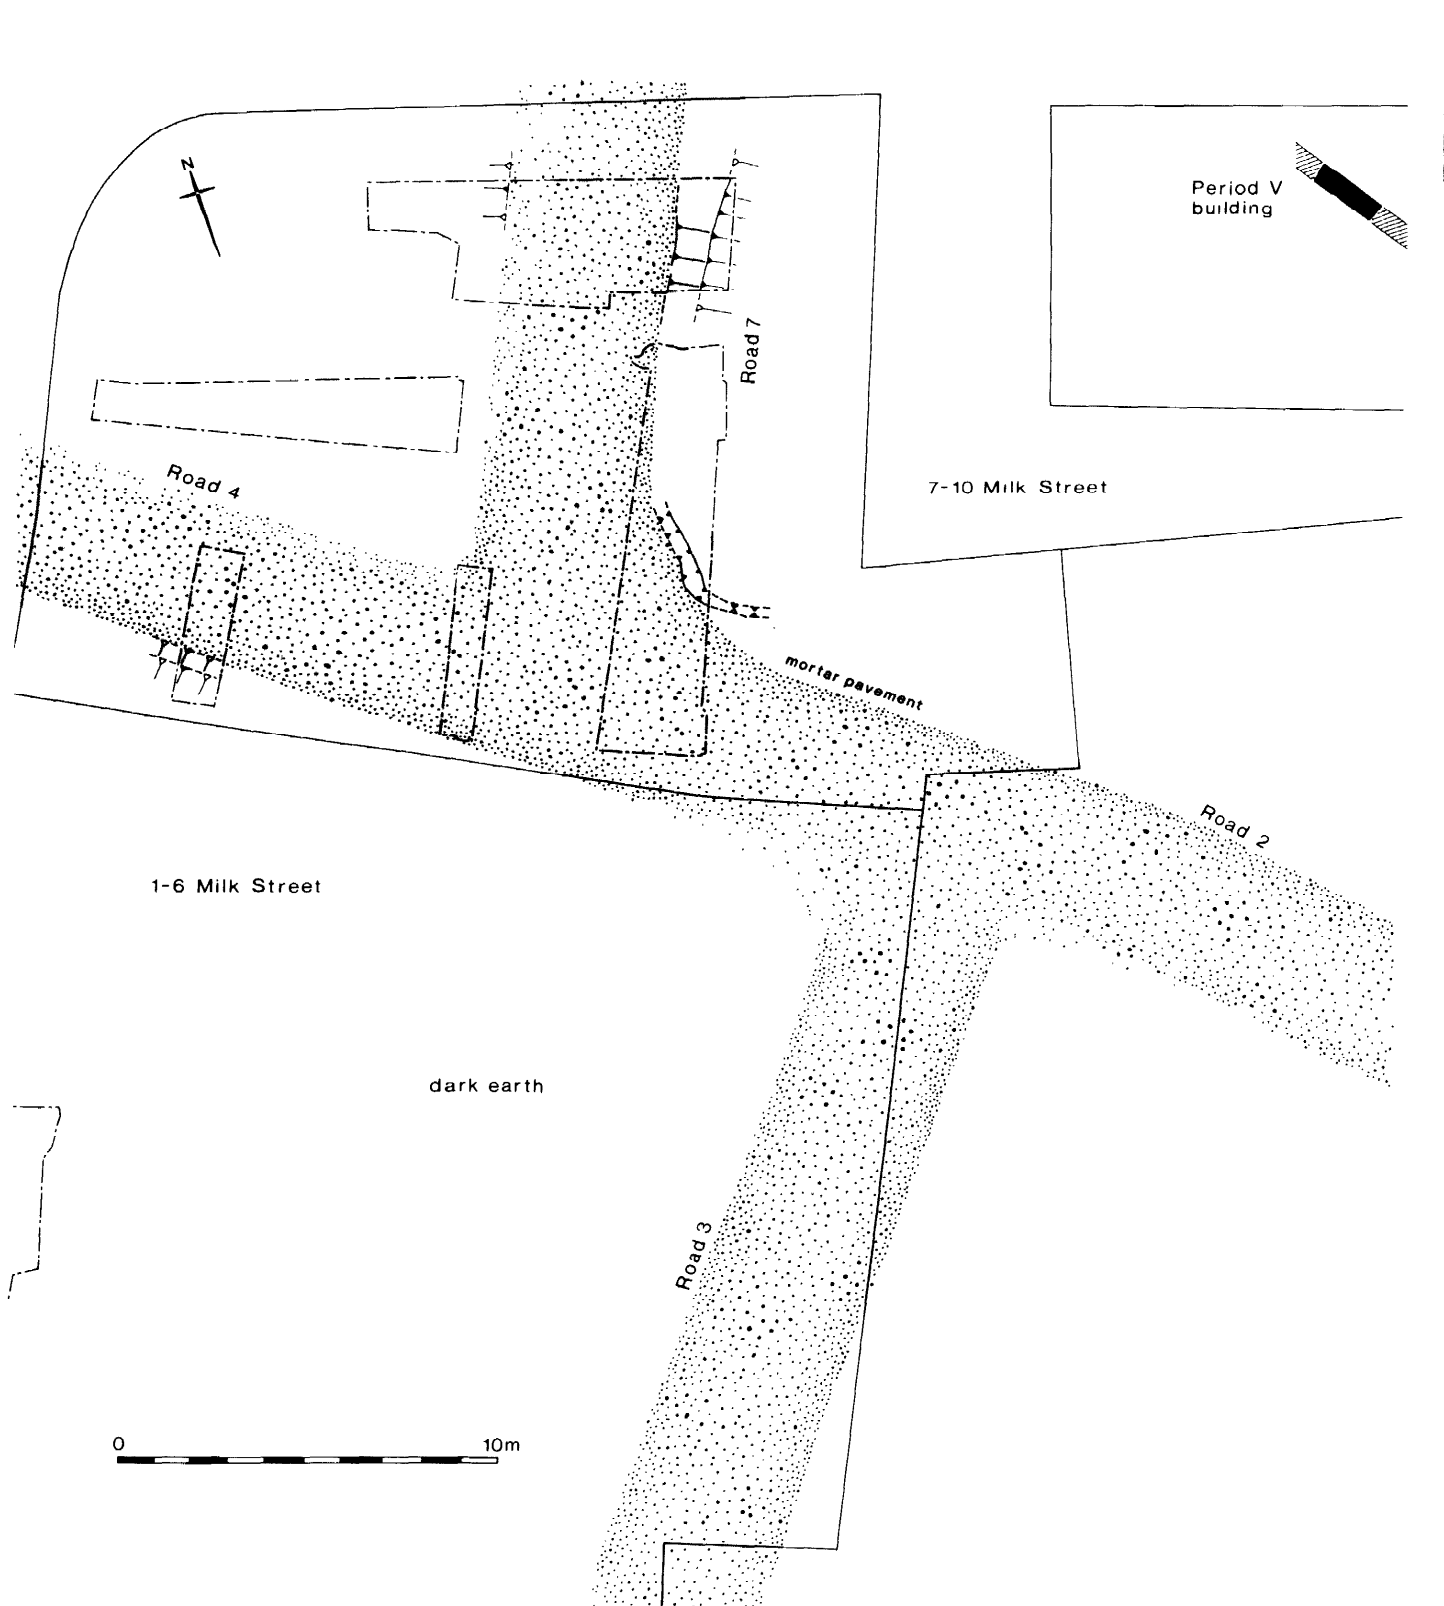 N
Period V
building
Road 7
Road 4
7-10 Milk Street
mortar pavement
Road 2
1-6 Milk Street
dark earth
Road 3
0 10m